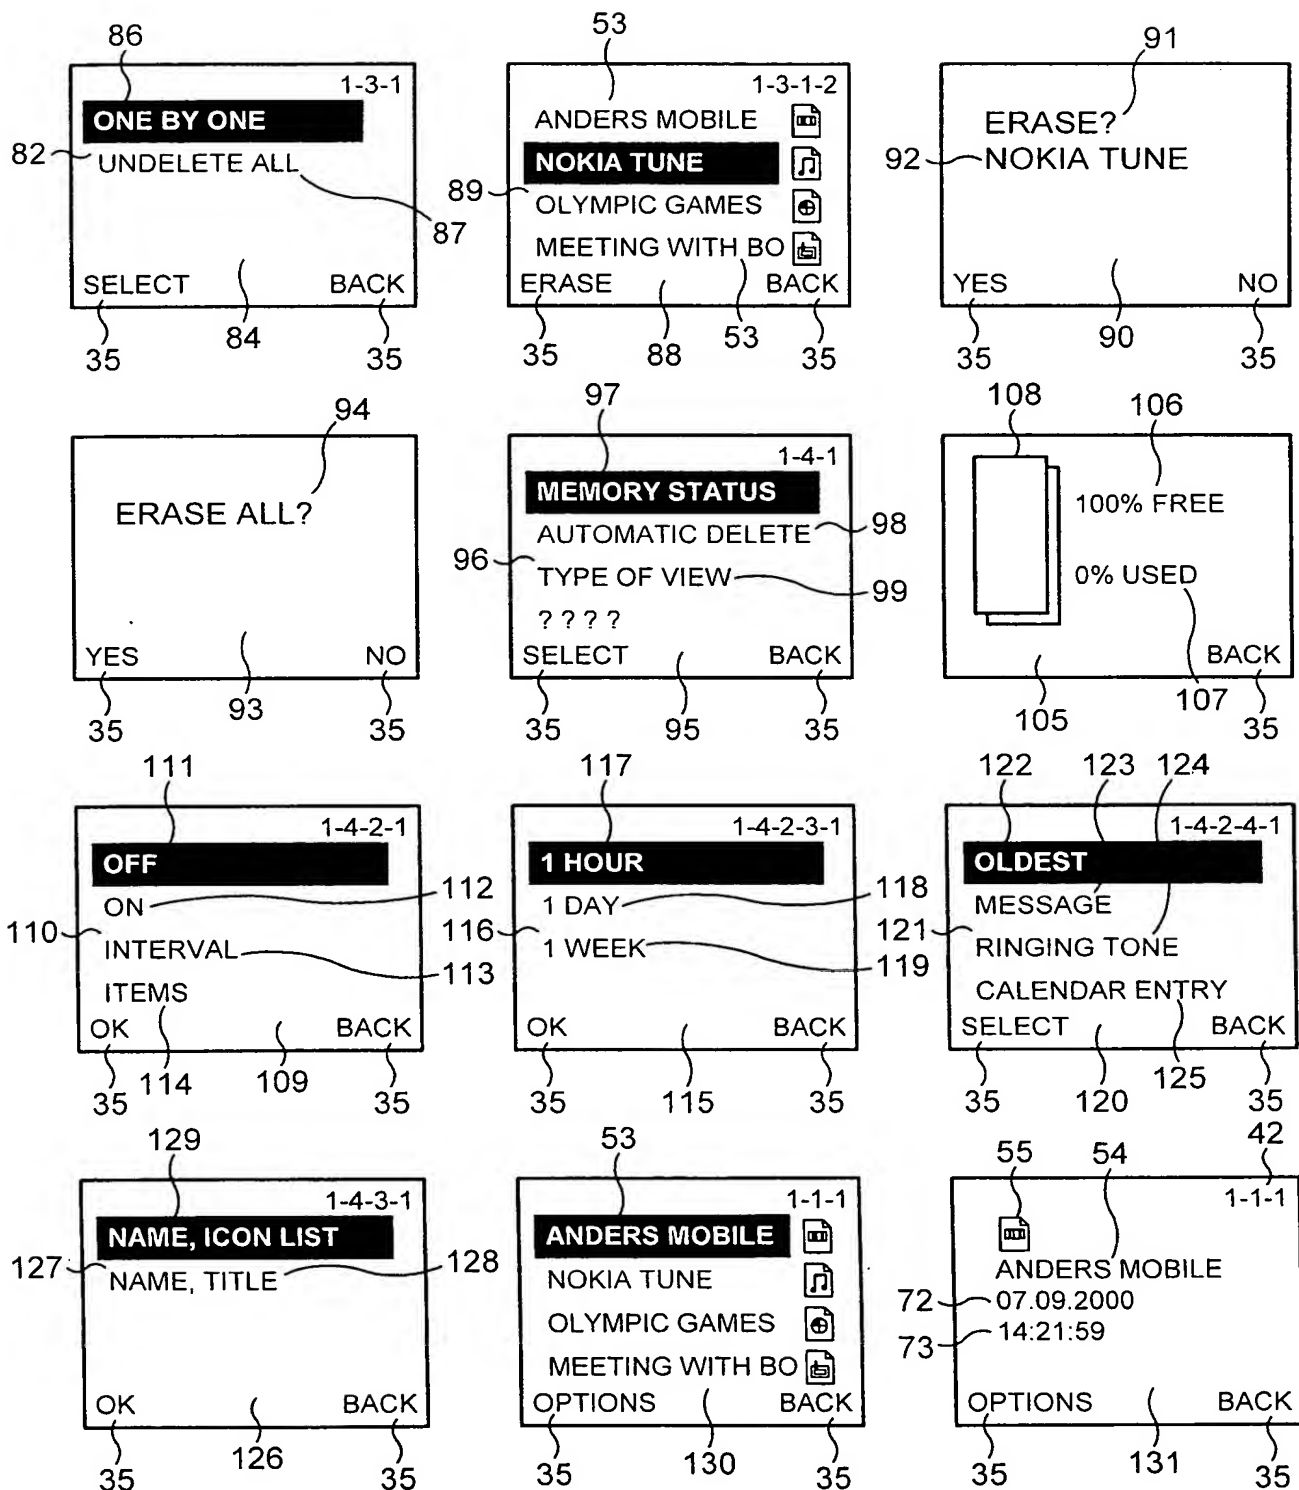 86
1-3-1
ONE BY ONE
82 UNDELETE ALL
87
SELECT BACK
35 84 35
53
1-3-1-2
ANDERS MOBILE
NOKIA TUNE
89 OLYMPIC GAMES
MEETING WITH BO
ERASE BACK
35 88 53 35
91
ERASE?
92 NOKIA TUNE
YES NO
35 90 35
94
ERASE ALL?
YES NO
35 93 35
97
1-4-1
MEMORY STATUS
AUTOMATIC DELETE 98
96
TYPE OF VIEW 99
? ? ? ?
SELECT BACK
35 95 35
108 106
100% FREE
0% USED
BACK
105 107 35
111
1-4-2-1
OFF
ON 112
110
INTERVAL 113
ITEMS
OK BACK
35 114 109 35
117
1-4-2-3-1
1 HOUR
1 DAY 118
116
1 WEEK 119
OK BACK
35 115 35
122 123 124
1-4-2-4-1
OLDEST
MESSAGE
121
RINGING TONE
CALENDAR ENTRY
SELECT BACK
35 120 125 35
129
1-4-3-1
NAME, ICON LIST
127 NAME, TITLE 128
OK BACK
35 126 35
53
1-1-1
ANDERS MOBILE
NOKIA TUNE
OLYMPIC GAMES
MEETING WITH BO
OPTIONS BACK
35 130 35
55 54 42
1-1-1
ANDERS MOBILE
72 07.09.2000
73 14:21:59
OPTIONS BACK
35 131 35